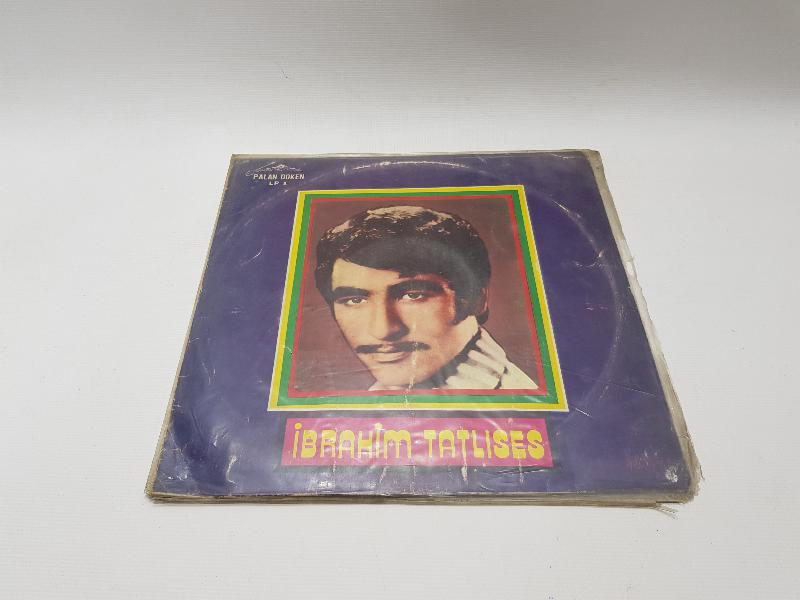 PALAN DÖKEN
LP 1
İBRAHİM TATLISES